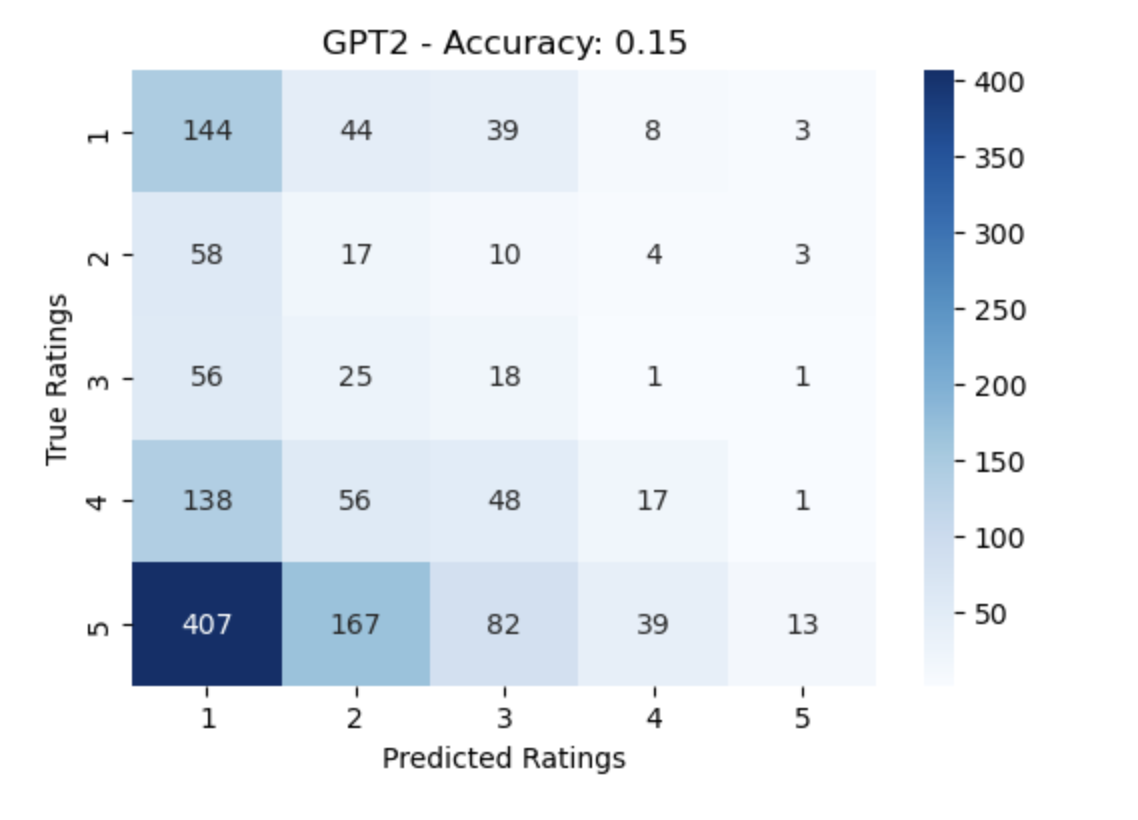 GPT2 - Accuracy: 0.15
True Ratings
1 144 44 39 8 3
2 58 17 10 4 3
3 56 25 18 1 1
4 138 56 48 17 1
5 407 167 82 39 13
1 2 3 4 5
Predicted Ratings
400
350
300
250
200
150
100
50